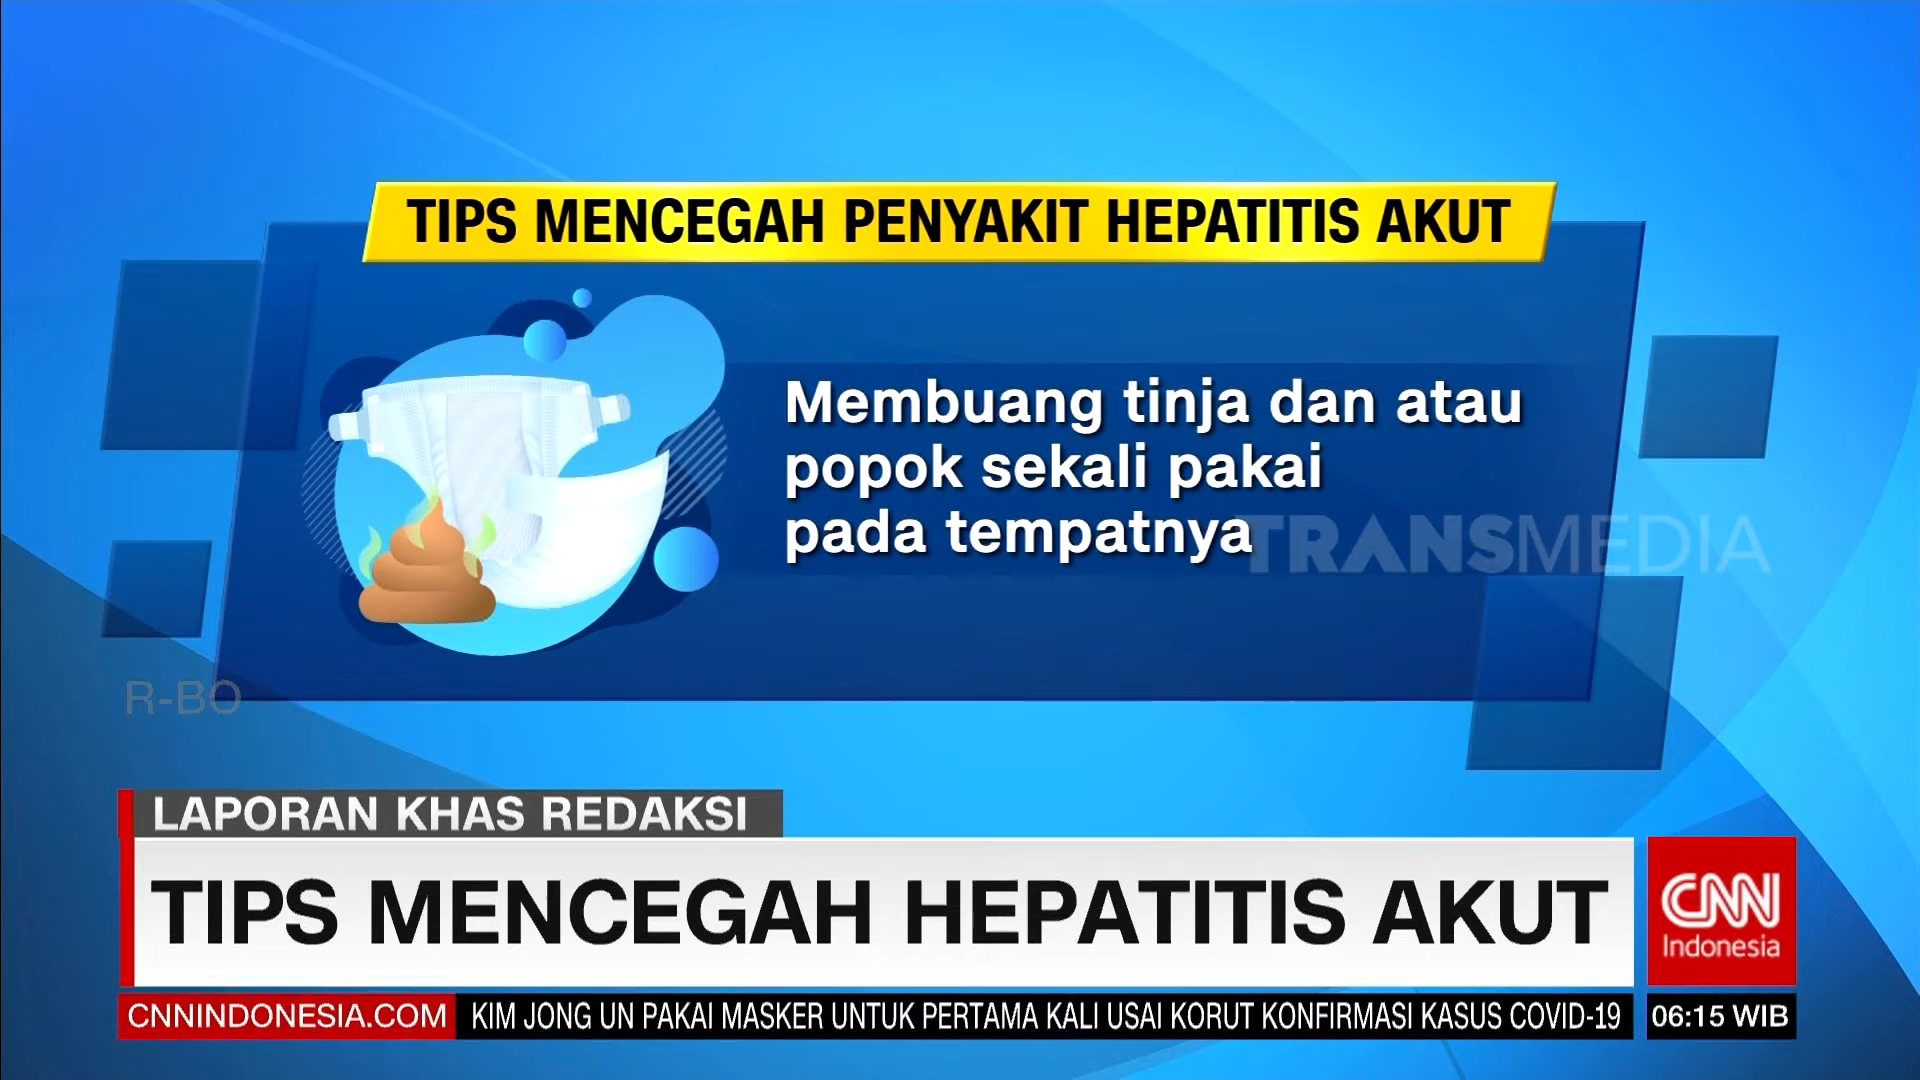 TIPS MENCEGAH PENYAKIT HEPATITIS AKUT
Membuang tinja dan atau
popok sekali pakai
pada tempatnya
TRANSMEDIA
R-BO
LAPORAN KHAS REDAKSI
TIPS MENCEGAH HEPATITIS AKUT
CNN
Indonesia
CNNINDONESIA.COM
KIM JONG UN PAKAI MASKER UNTUK PERTAMA KALI USAI KORUT KONFIRMASI KASUS COVID-19
06:15 WIB